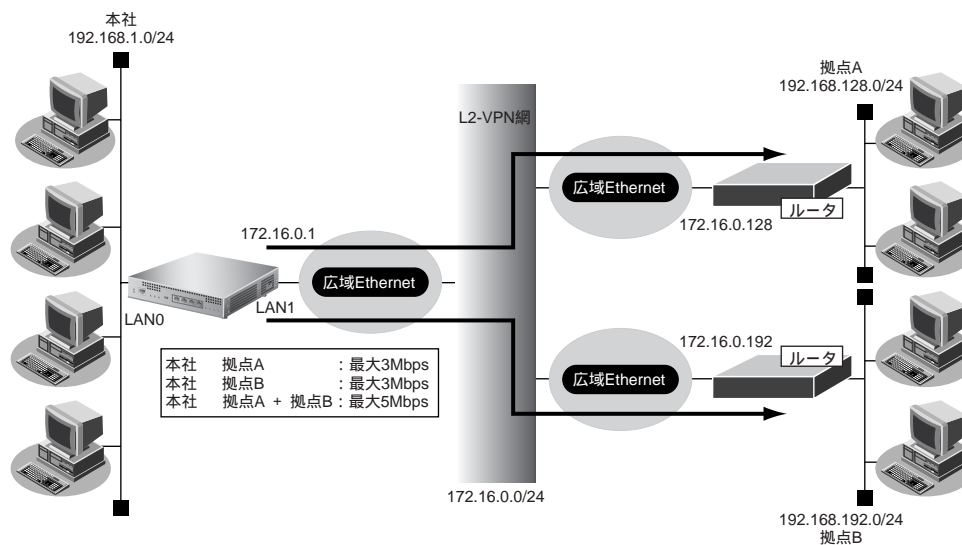 本社
192.168.1.0/24
拠点A
192.168.128.0/24
L2-VPN網
広域Ethernet
ルータ
172.16.0.128
172.16.0.1
広域Ethernet
LAN0
LAN1
172.16.0.192
ルータ
広域Ethernet
本社 拠点A : 最大3Mbps
本社 拠点B : 最大3Mbps
本社 拠点A + 拠点B : 最大5Mbps
172.16.0.0/24
192.168.192.0/24
拠点B